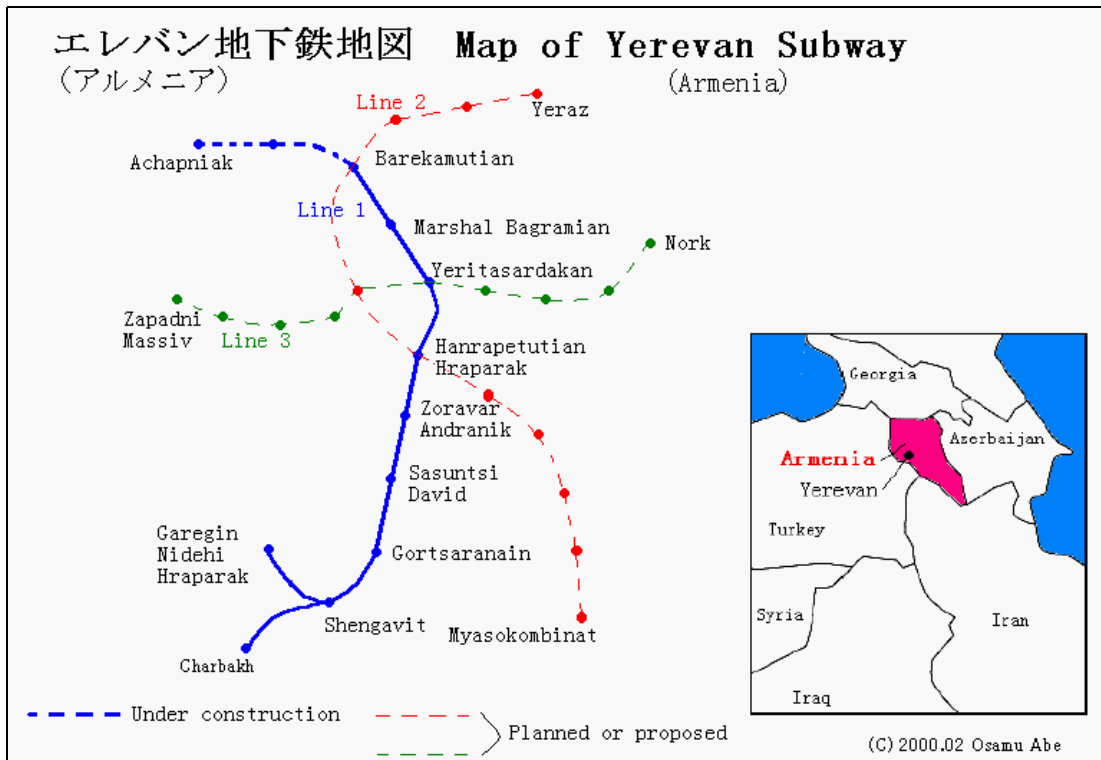 エレバン地下鉄地図 Map of Yerevan Subway
(アルメニア) (Armenia)
Line 2
Yeraz
Achapniak
Barekamutian
Line 1
Marshal Bagramian
Nork
Yeritasardakan
Zapadni
Massiv
Line 3
Hanrapetutian
Hraparak
Zoravar
Andranik
Sasuntsi
David
Garegin
Nidehi
Hraparak
Gortsaranain
Shengavit
Myasokombinat
Charbakh
Georgia
Azerbaijan
Armenia
Yerevan
Turkey
Syria
Iran
Iraq
Under construction
Planned or proposed
(C) 2000.02 Osamu Abe